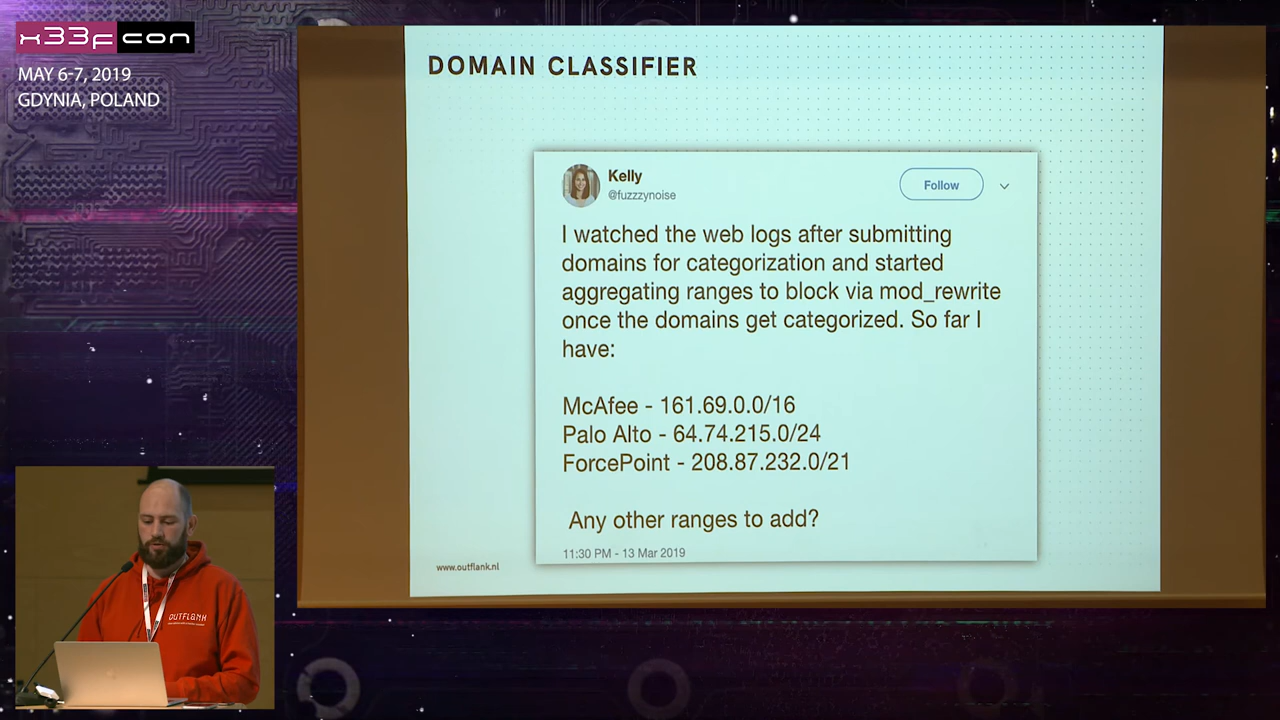 x33fcon
MAY 6-7, 2019
GDYNIA, POLAND
DOMAIN CLASSIFIER
Kelly
@fuzzzynoise
Follow
I watched the web logs after submitting
domains for categorization and started
aggregating ranges to block via mod_rewrite
once the domains get categorized. So far I
have:
McAfee - 161.69.0.0/16
Palo Alto - 64.74.215.0/24
ForcePoint - 208.87.232.0/21
Any other ranges to add?
11:30 PM - 13 Mar 2019
www.outflank.nl
OUTFLANK